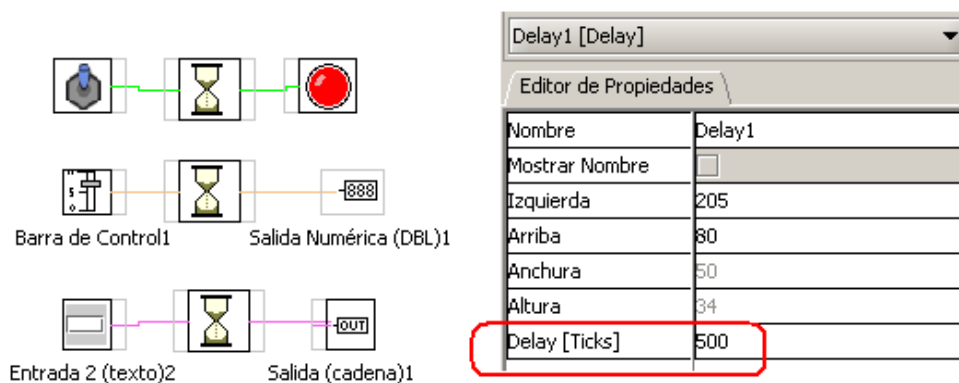 Barra de Control1
Salida Numérica (DBL)1
888
5
OUT
Entrada 2 (texto)2
Salida (cadena)1
Delay1 [Delay]
Editor de Propiedades
Nombre Delay1
Mostrar Nombre
Izquierda 205
Arriba 80
Anchura 50
Altura 34
Delay [Ticks] 500